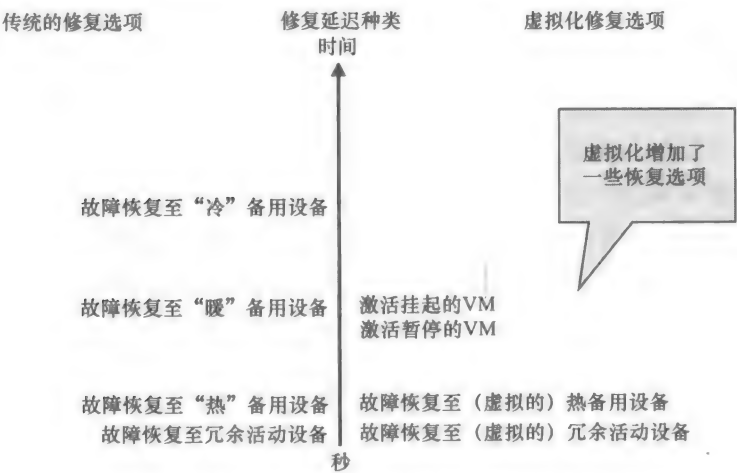 传统的修复选项
修复延迟种类
虚拟化修复选项
时间
虚拟化增加了
一些恢复选项
故障恢复至“冷”备用设备
故障恢复至“暖”备用设备
激活挂起的VM
激活暂停的VM
故障恢复至“热”备用设备
故障恢复至（虚拟的）热备用设备
故障恢复至冗余活动设备
故障恢复至（虚拟的）冗余活动设备
秒